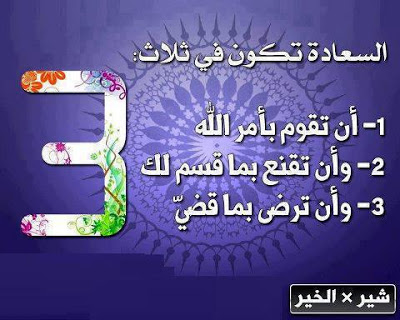 السعادة تكون في ثلاث:
3
1- أن تقوم بأمر الله
2- وأن تقنع بما قسم لك
3- وأن ترضى بما قضيّ
شير × الخير